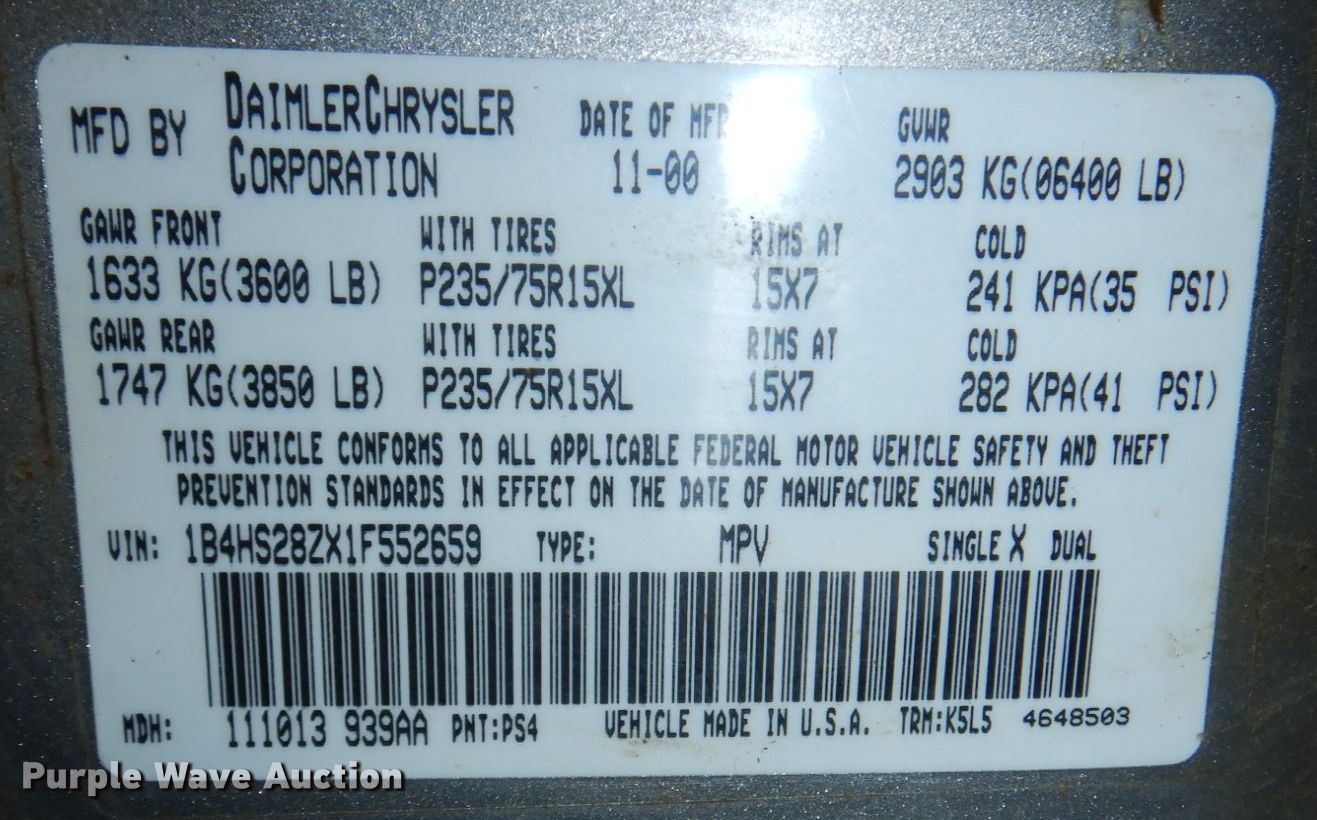 MFD BY DAIMLERCHRYSLER CORPORATION DATE OF MFR GVWR
11-00 2903 KG(06400 LB)
GAWR FRONT WITH TIRES RIMS AT COLD
1633 KG(3600 LB) P235/75R15XL 15X7 241 KPA(35 PSI)
GAWR REAR WITH TIRES RIMS AT COLD
1747 KG(3850 LB) P235/75R15XL 15X7 282 KPA(41 PSI)
THIS VEHICLE CONFORMS TO ALL APPLICABLE FEDERAL MOTOR VEHICLE SAFETY AND THEFT
PREVENTION STANDARDS IN EFFECT ON THE DATE OF MANUFACTURE SHOWN ABOVE.
VIN: 1B4HS28ZX1F552659 TYPE: MPV SINGLE X DUAL
MDH: 111013 939AA PNT:PS4 VEHICLE MADE IN U.S.A. TRM:K5L5 4648503
Purple Wave Auction